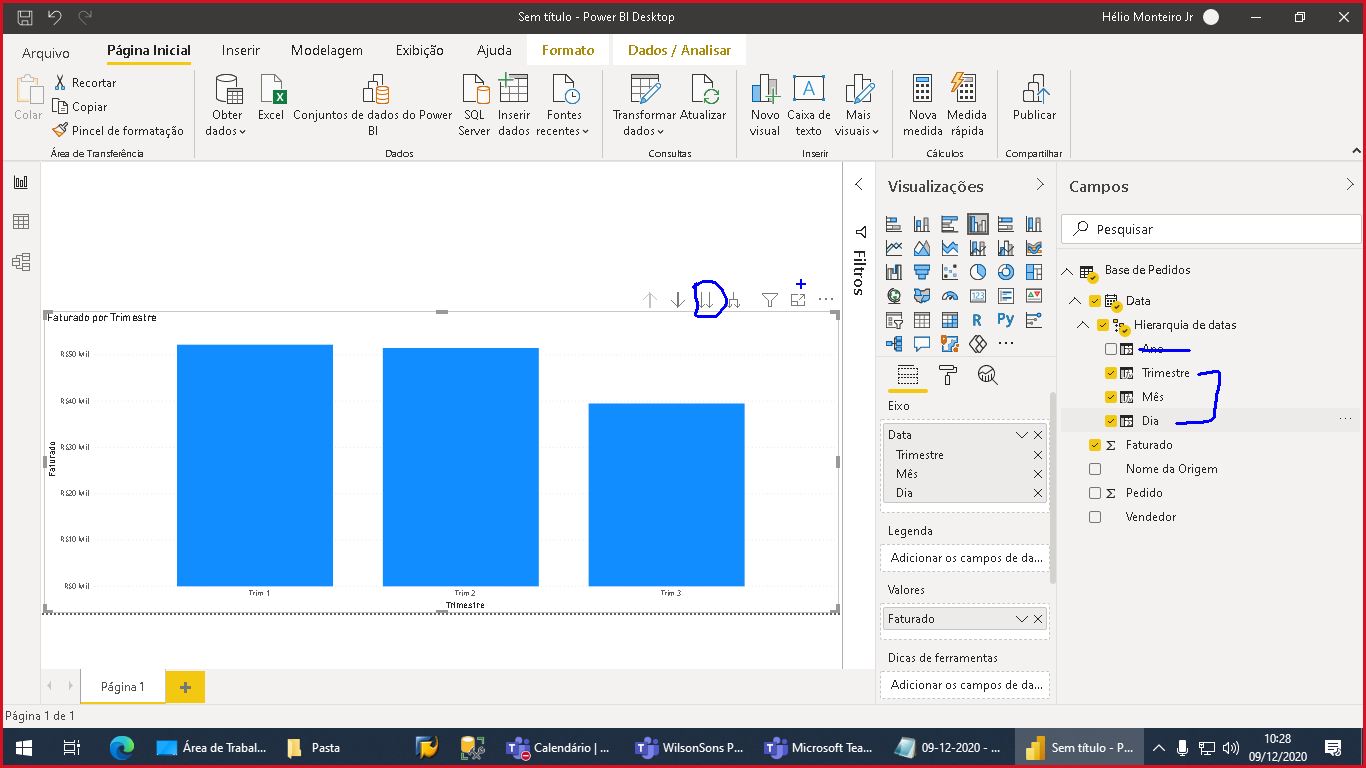 Sem título - Power BI Desktop
Hélio Monteiro Jr
Arquivo
Página Inicial
Inserir
Modelagem
Exibição
Ajuda
Formato
Dados / Analisar
Colar
Recortar
Copiar
Pincel de formatação
Área de Transferência
Obter dados
Excel
Conjuntos de dados do Power BI
SQL Server
Inserir dados
Fontes recentes
Dados
Transformar dados
Atualizar
Consultas
Novo visual
Caixa de texto
Mais visuais
Inserir
Nova medida
Medida rápida
Cálculos
Publicar
Compartilhar
Faturado por Trimestre
R$50 Mil
R$40 Mil
R$30 Mil
R$20 Mil
R$10 Mil
R$0 Mil
Faturado
Trim 1
Trim 2
Trim 3
Trimestre
Filtros
Visualizações
123
R
Py
Eixo
Data
Trimestre
Mês
Dia
Legenda
Adicionar os campos de da...
Valores
Faturado
Dicas de ferramentas
Adicionar os campos de da...
Campos
Pesquisar
Base de Pedidos
Data
Hierarquia de datas
Ano
Trimestre
Mês
Dia
Faturado
Nome da Origem
Pedido
Vendedor
Página 1
Página 1 de 1
Área de Trabal...
Pasta
Calendário | ...
WilsonSons P...
Microsoft Tea...
09-12-2020 - ...
Sem título - P...
10:28
09/12/2020